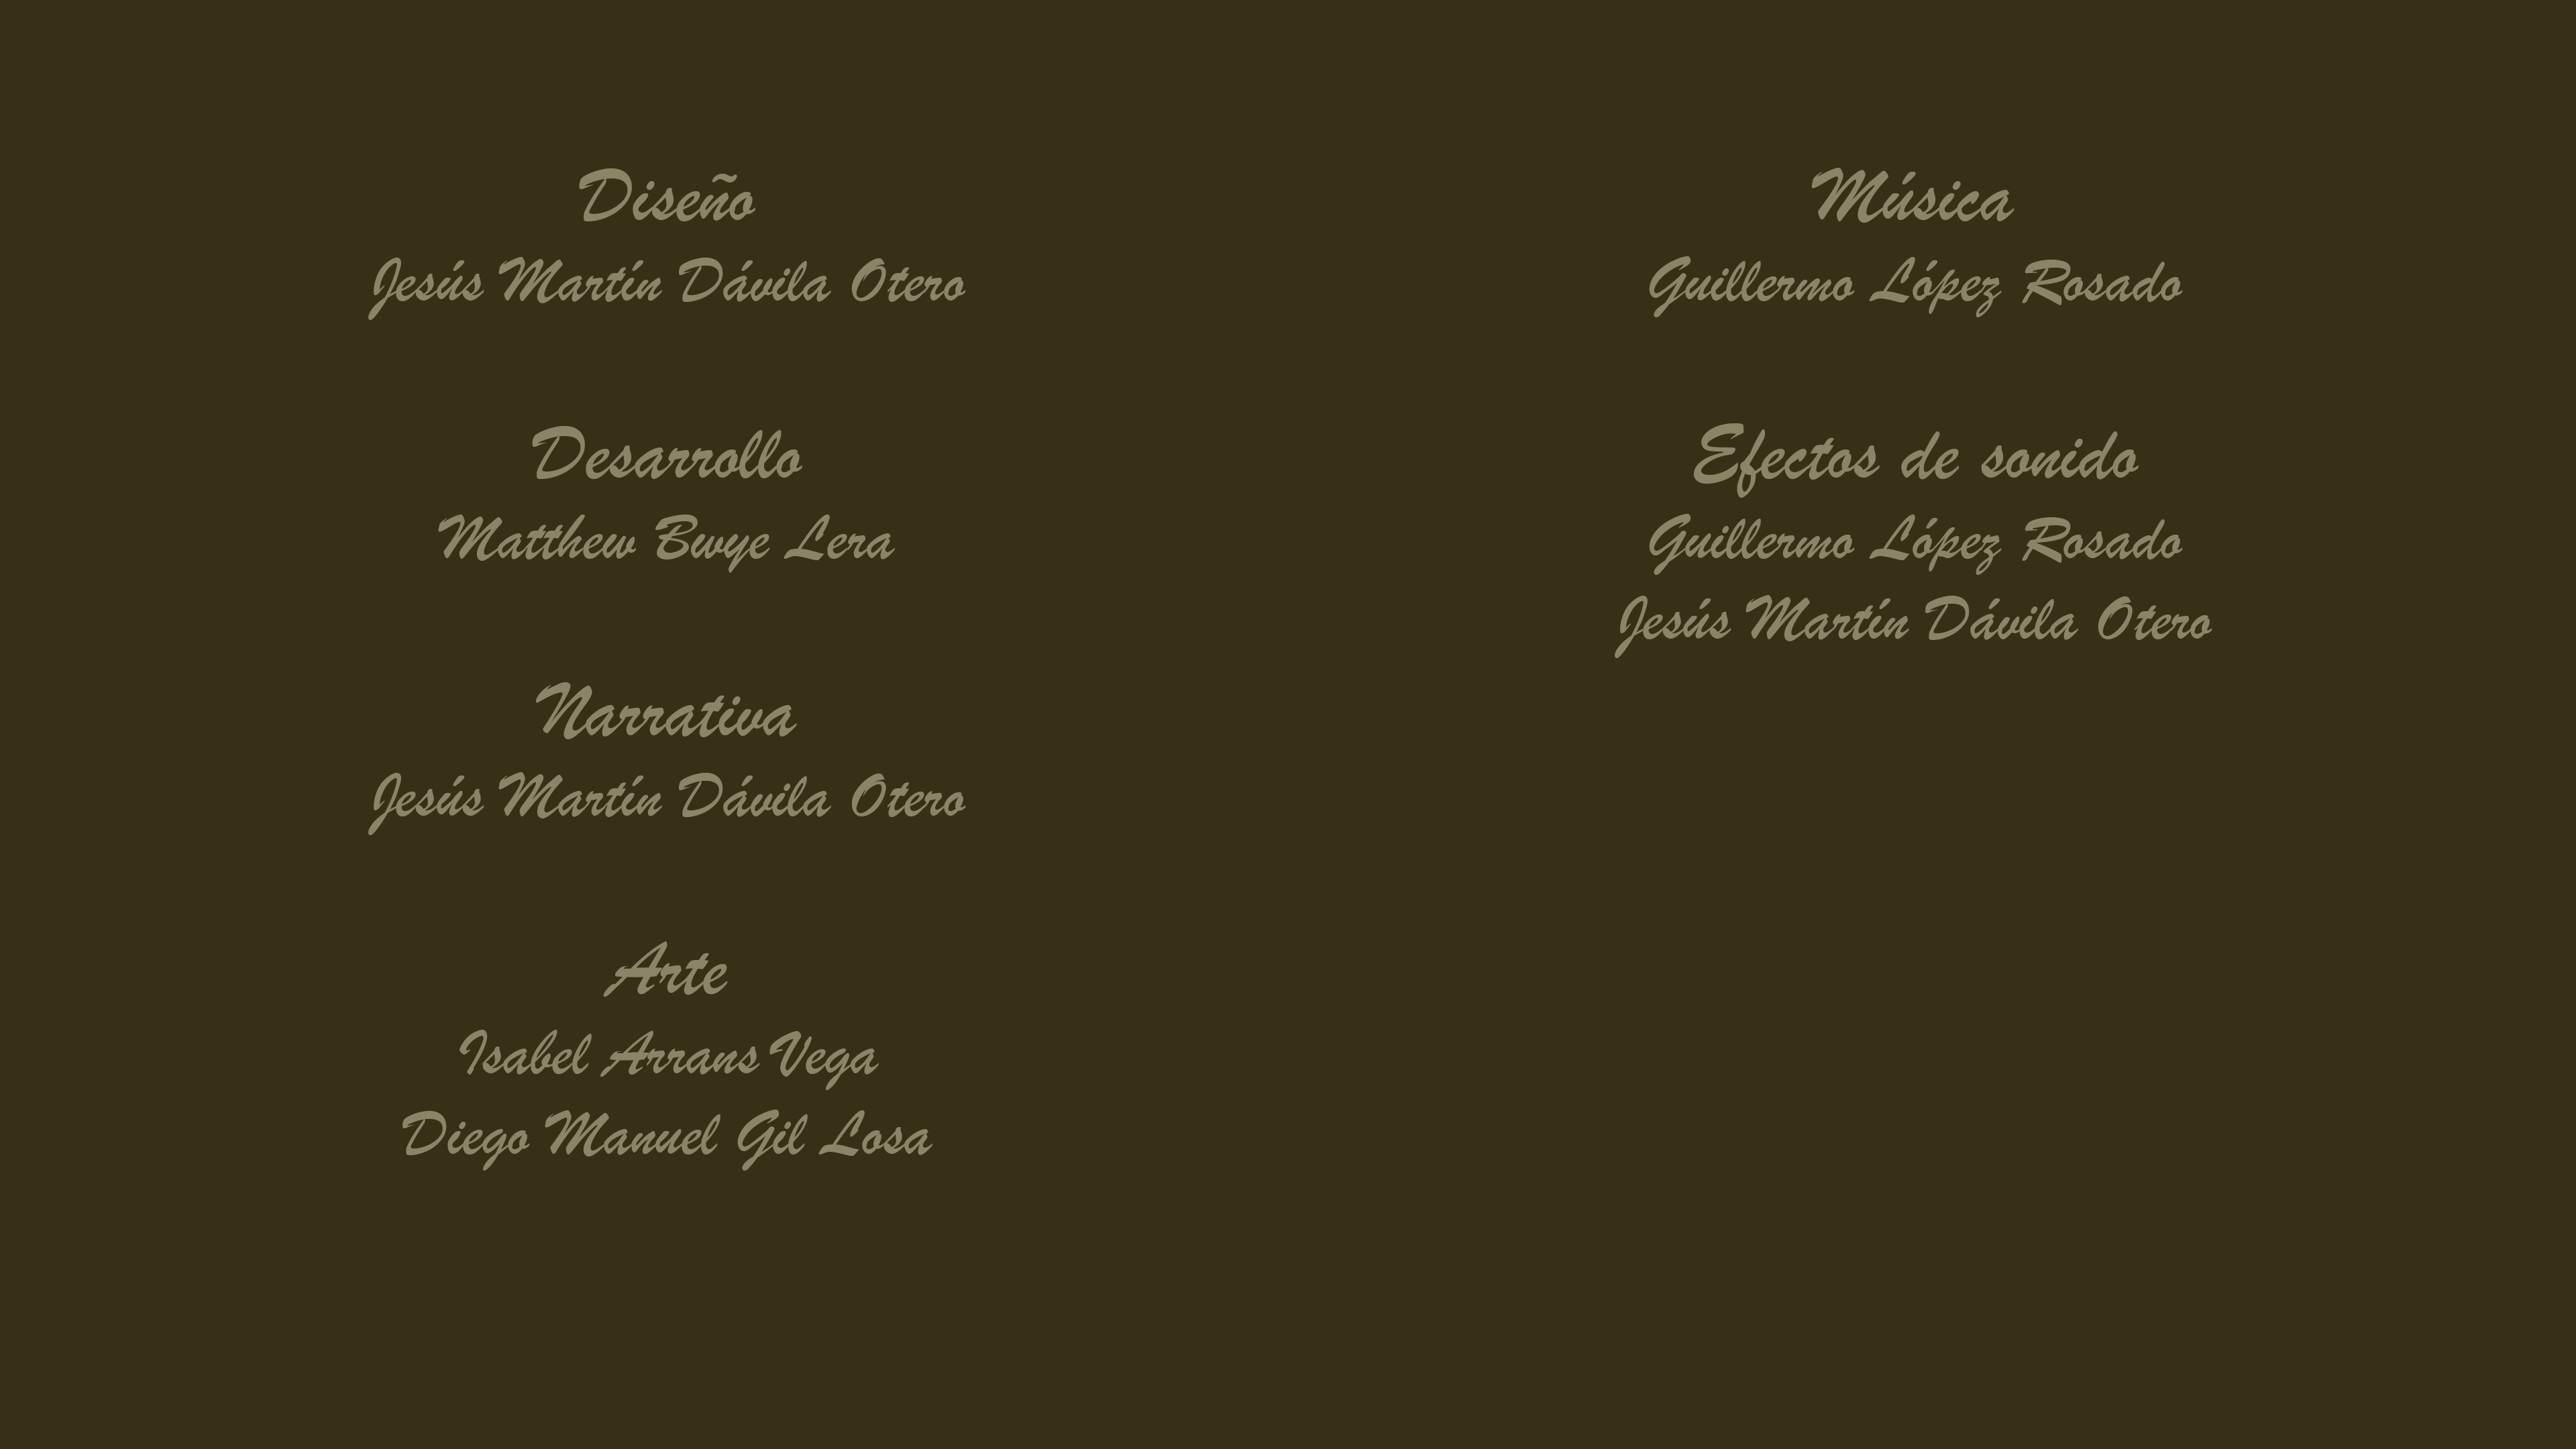 Diseño
Jesús Martín Dávila Otero
Desarrollo
Matthew Bwye Lera
Narrativa
Jesús Martín Dávila Otero
Arte
Isabel Arrans Vega
Diego Manuel Gil Losa
Música
Guillermo López Rosado
Efectos de sonido
Guillermo López Rosado
Jesús Martín Dávila Otero